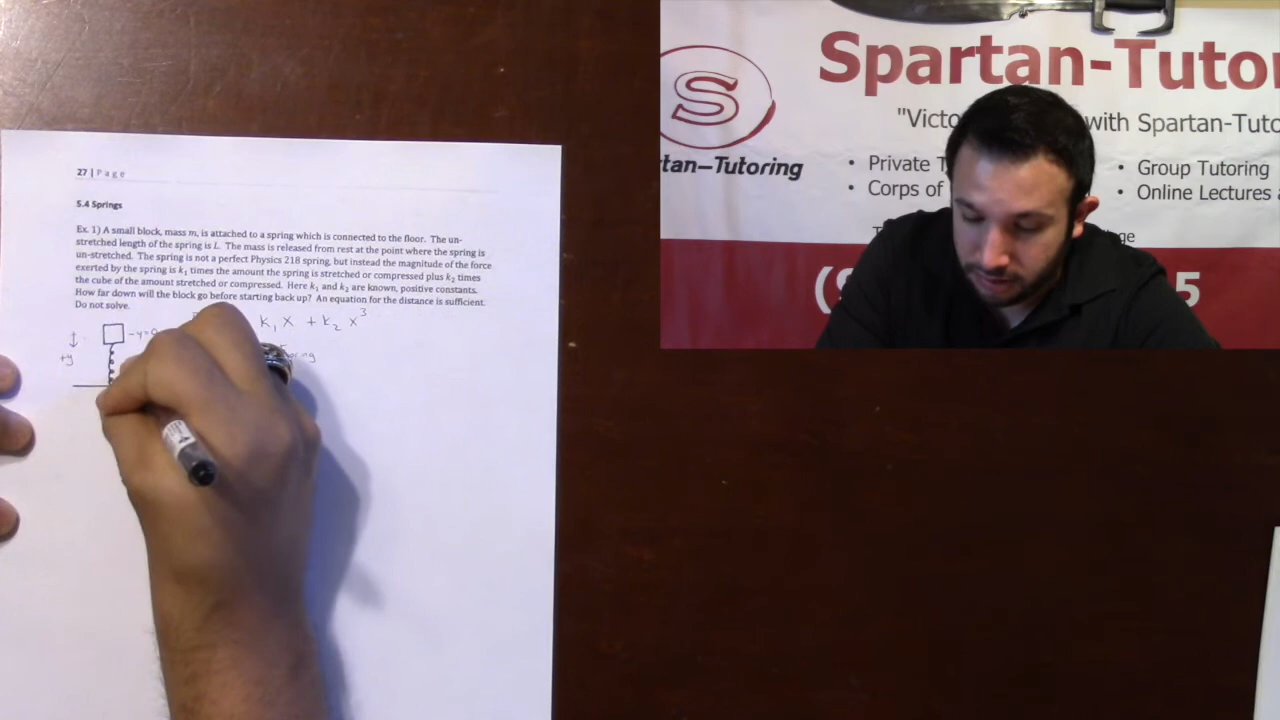 27 | Page
5.4 Springs
Ex. 1) A small block, mass m, is attached to a spring which is connected to the floor. The un-
stretched length of the spring is L. The mass is released from rest at the point where the spring is
un-stretched. The spring is not a perfect Physics 218 spring, but instead the magnitude of the force
exerted by the spring is k₁ times the amount the spring is stretched or compressed plus k₂ times
the cube of the amount stretched or compressed. Here k₁ and k₂ are known, positive constants.
How far down will the block go before starting back up? An equation for the distance is sufficient.
Do not solve.
k₁x + k₂x³
+y
Spartan-Tutor
S
"Victo with Spartan-Tuto
tan-Tutoring
• Private T
• Corps of
• Group Tutoring
• Online Lectures a
(S
5